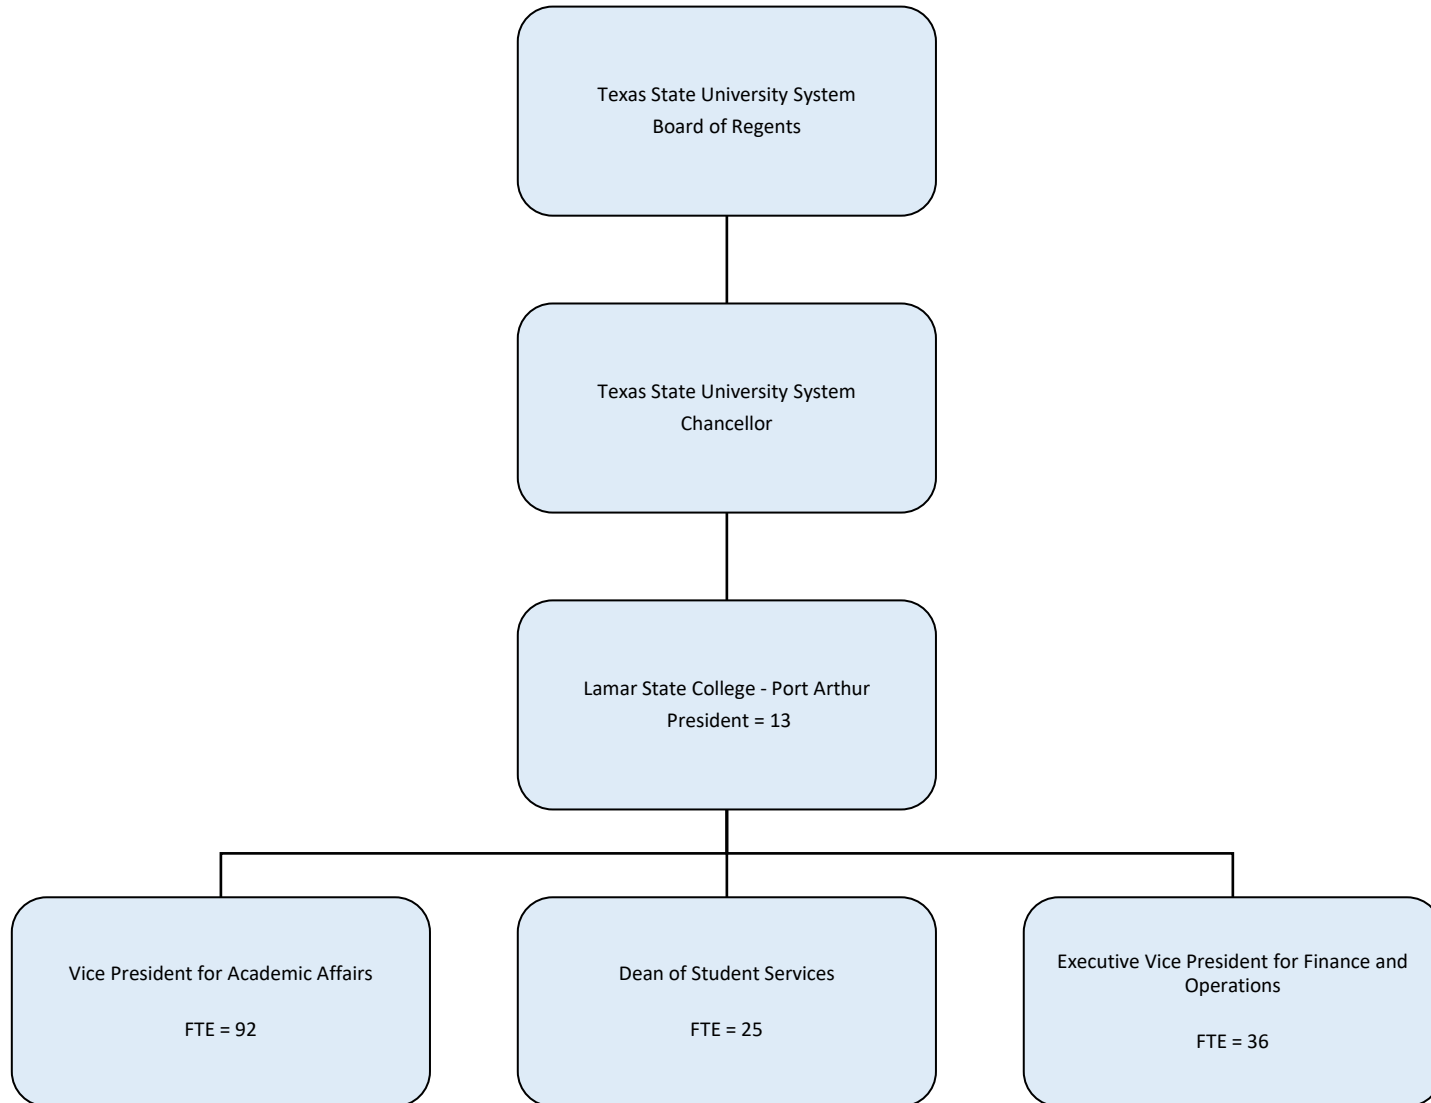 Texas State University System
Board of Regents
Texas State University System
Chancellor
Lamar State College - Port Arthur
President = 13
Vice President for Academic Affairs
FTE = 92
Dean of Student Services
FTE = 25
Executive Vice President for Finance and
Operations
FTE = 36